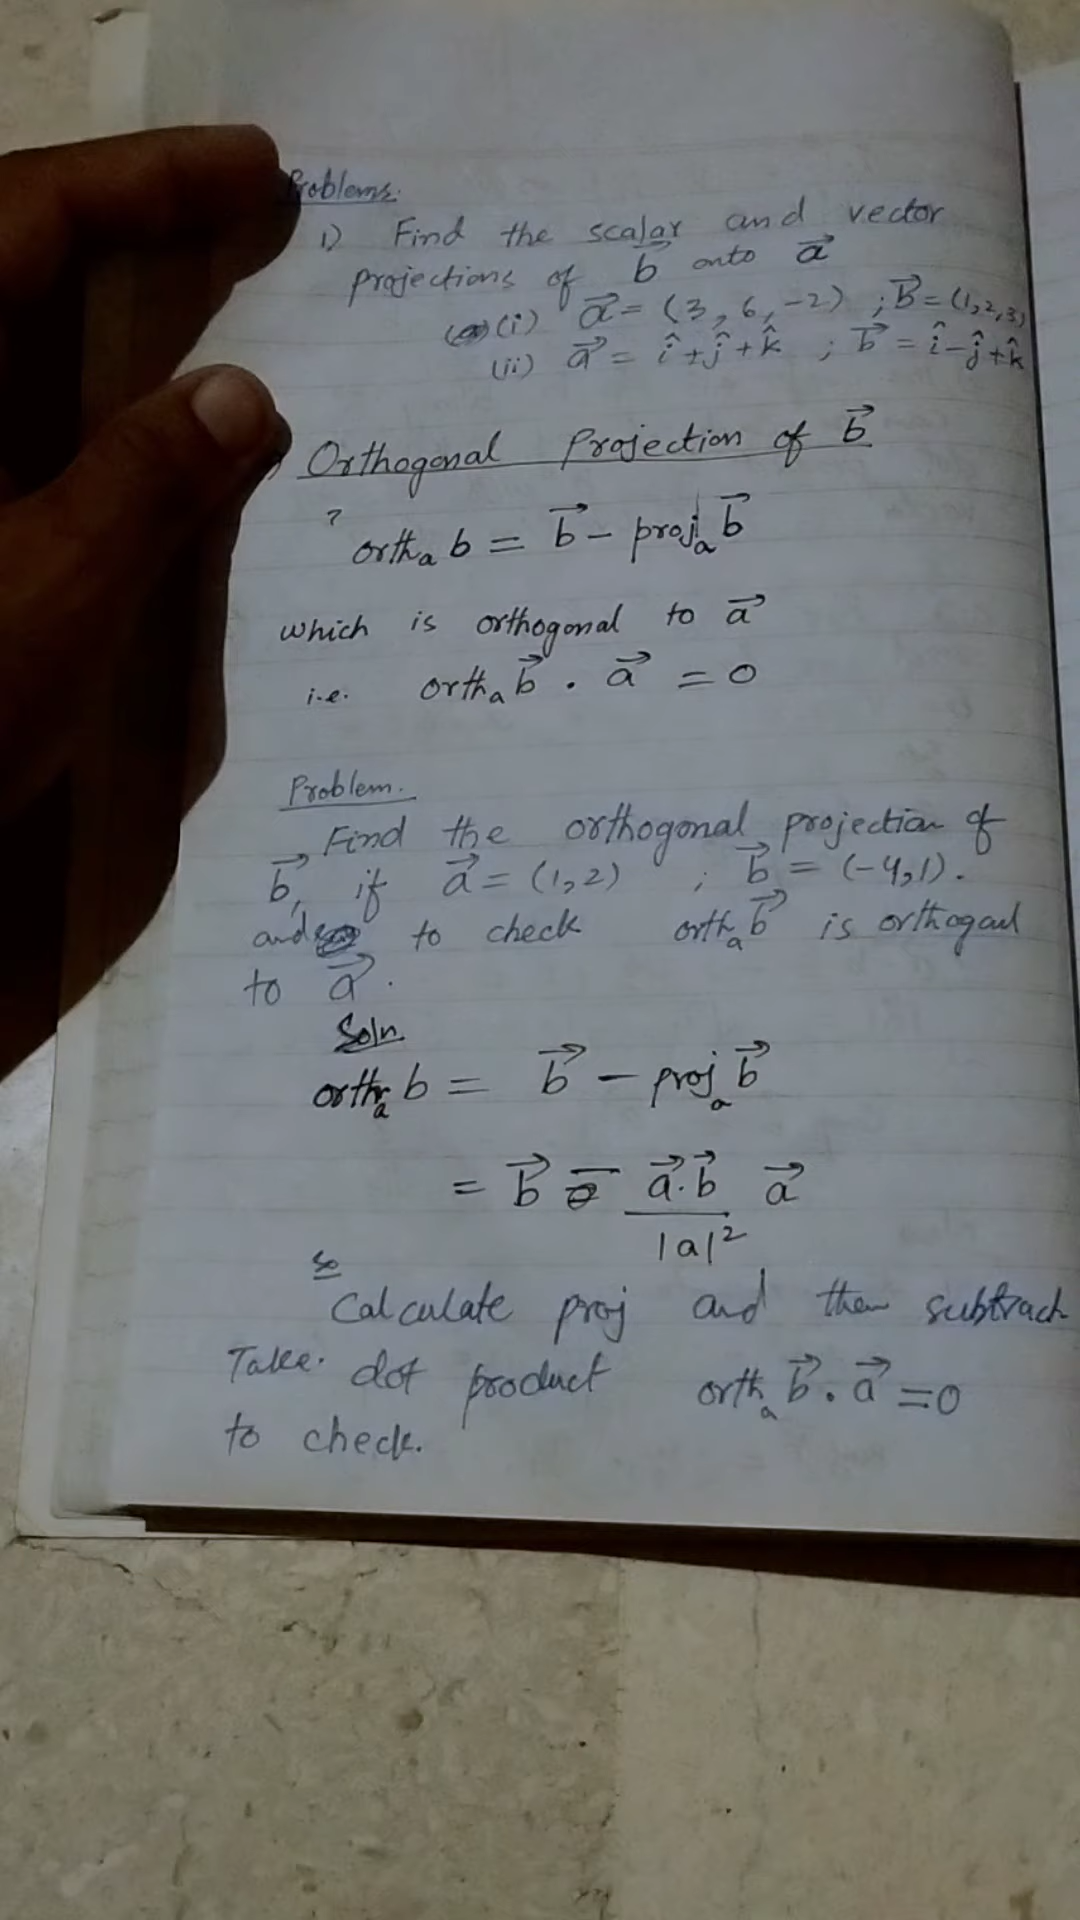 Problems.
1) Find the scalar and vector
projections of b⃗ onto a⃗
(i) a⃗ = (3, 6, -2) ; B⃗ = (1, 2, 3)
(ii) a⃗ = î + ĵ + k̂ ; b⃗ = î - ĵ + k̂
Orthogonal Projection of b⃗
?
orthₐ b = b⃗ - projₐ b⃗
which is orthogonal to a⃗
i.e. orthₐ b⃗ . a⃗ = 0
Problem.
Find the orthogonal projection of
b⃗, if a⃗ = (1, 2) ; b⃗ = (-4, 1).
and to check orthₐ b⃗ is orthogaul
to a⃗.
Soln.
orthₐ b = b⃗ - projₐ b⃗
= b⃗ - a⃗.b⃗ / |a|² a⃗
so
Calculate proj and then subtract
Take. dot product orthₐ b⃗ . a⃗ = 0
to check.